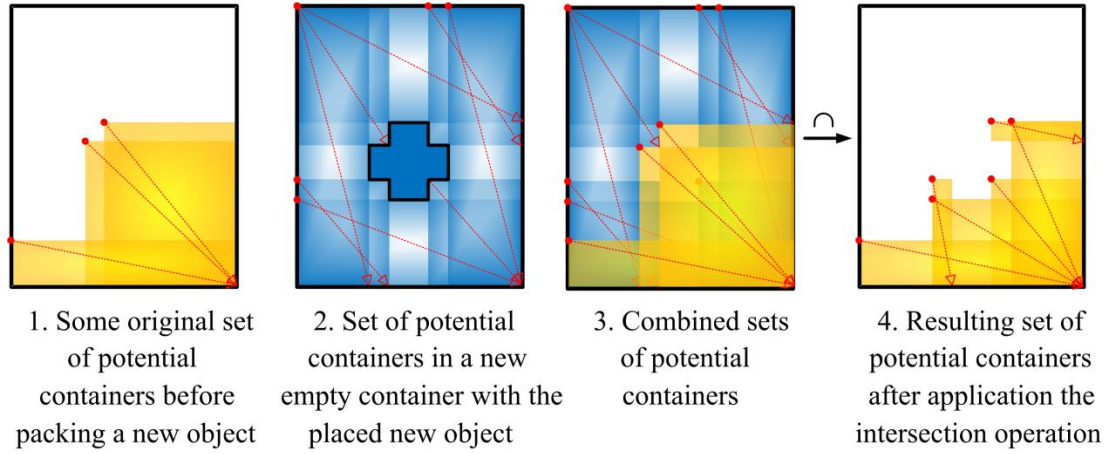 ∩
1. Some original set
of potential
containers before
packing a new object
2. Set of potential
containers in a new
empty container with the
placed new object
3. Combined sets
of potential
containers
4. Resulting set of
potential containers
after application the
intersection operation